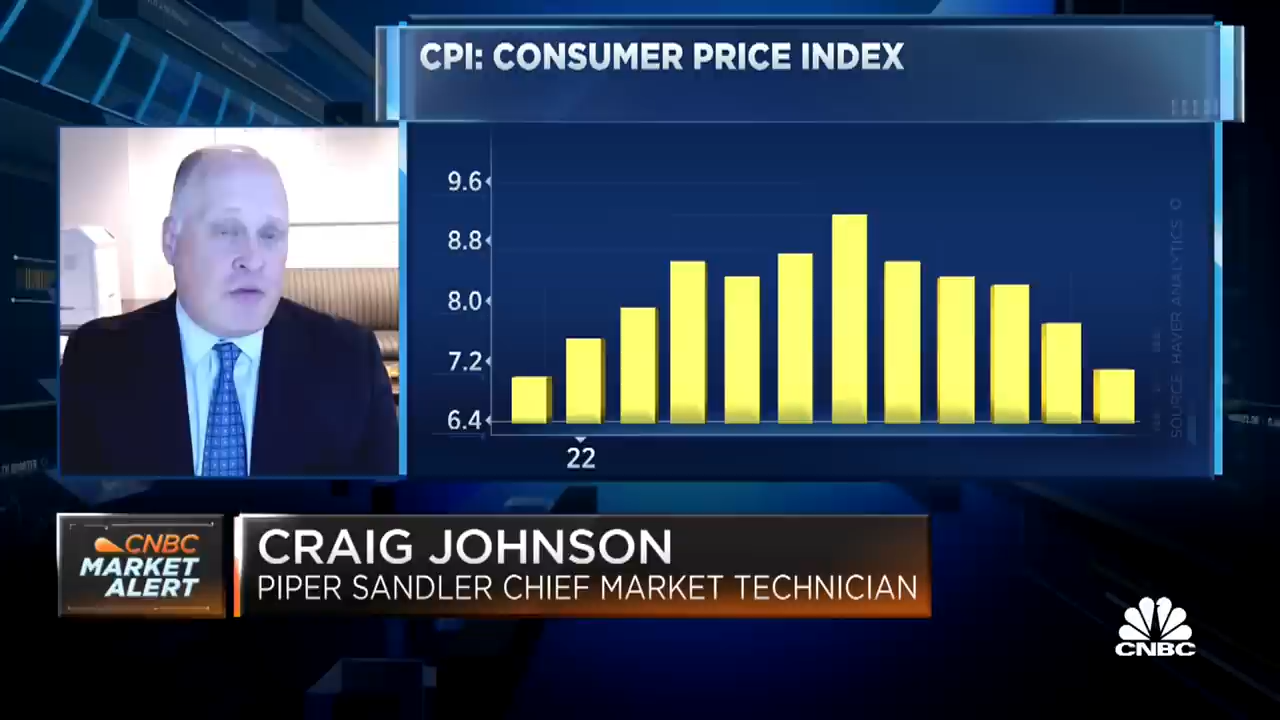 CPI: CONSUMER PRICE INDEX
9.6
8.8
8.0
7.2
6.4
22
SOURCE: HAVER ANALYTICS
CNBC
MARKET
ALERT
CRAIG JOHNSON
PIPER SANDLER CHIEF MARKET TECHNICIAN
CNBC